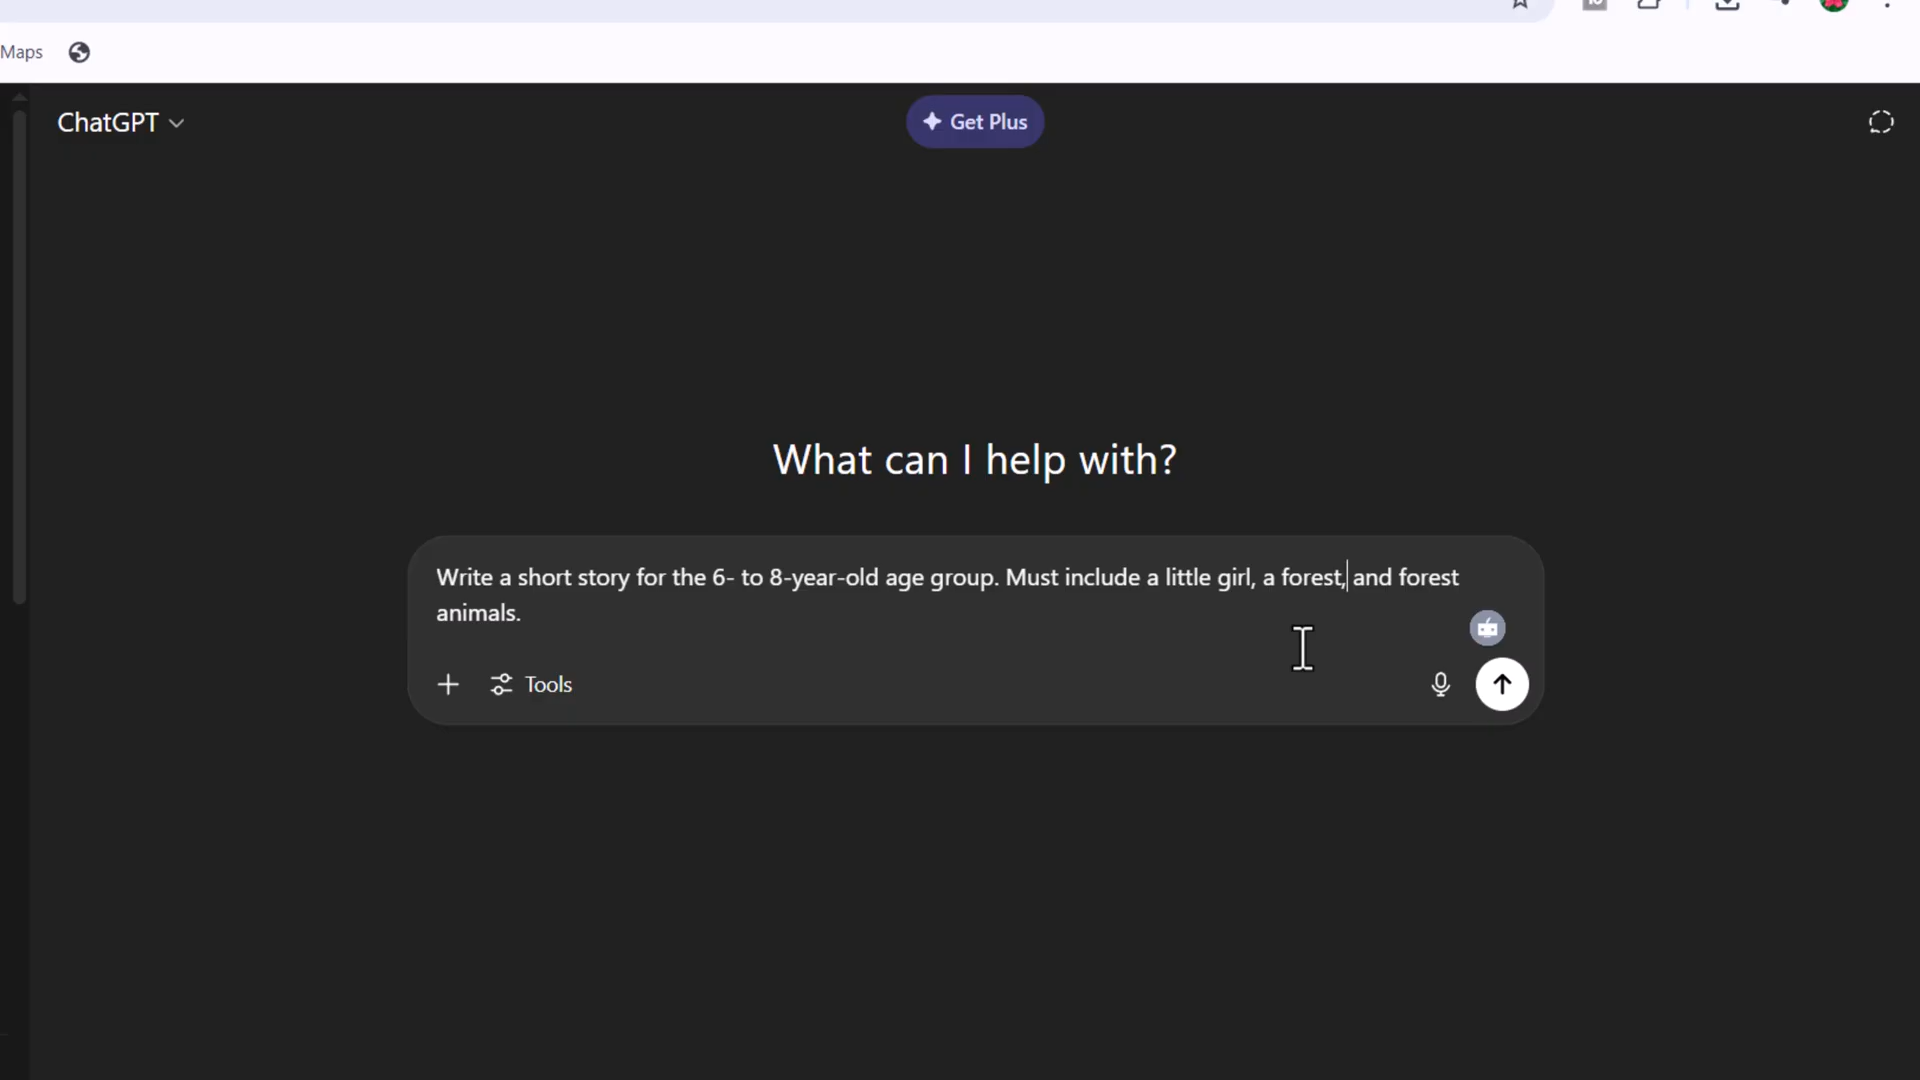 Maps
ChatGPT
Get Plus
What can I help with?
Write a short story for the 6- to 8-year-old age group. Must include a little girl, a forest, and forest
animals.
Tools